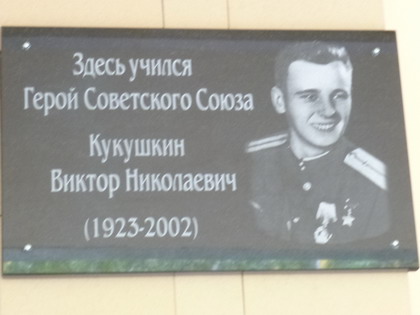 Здесь учился
Герой Советского Союза
Кукушкин
Виктор Николаевич
(1923-2002)